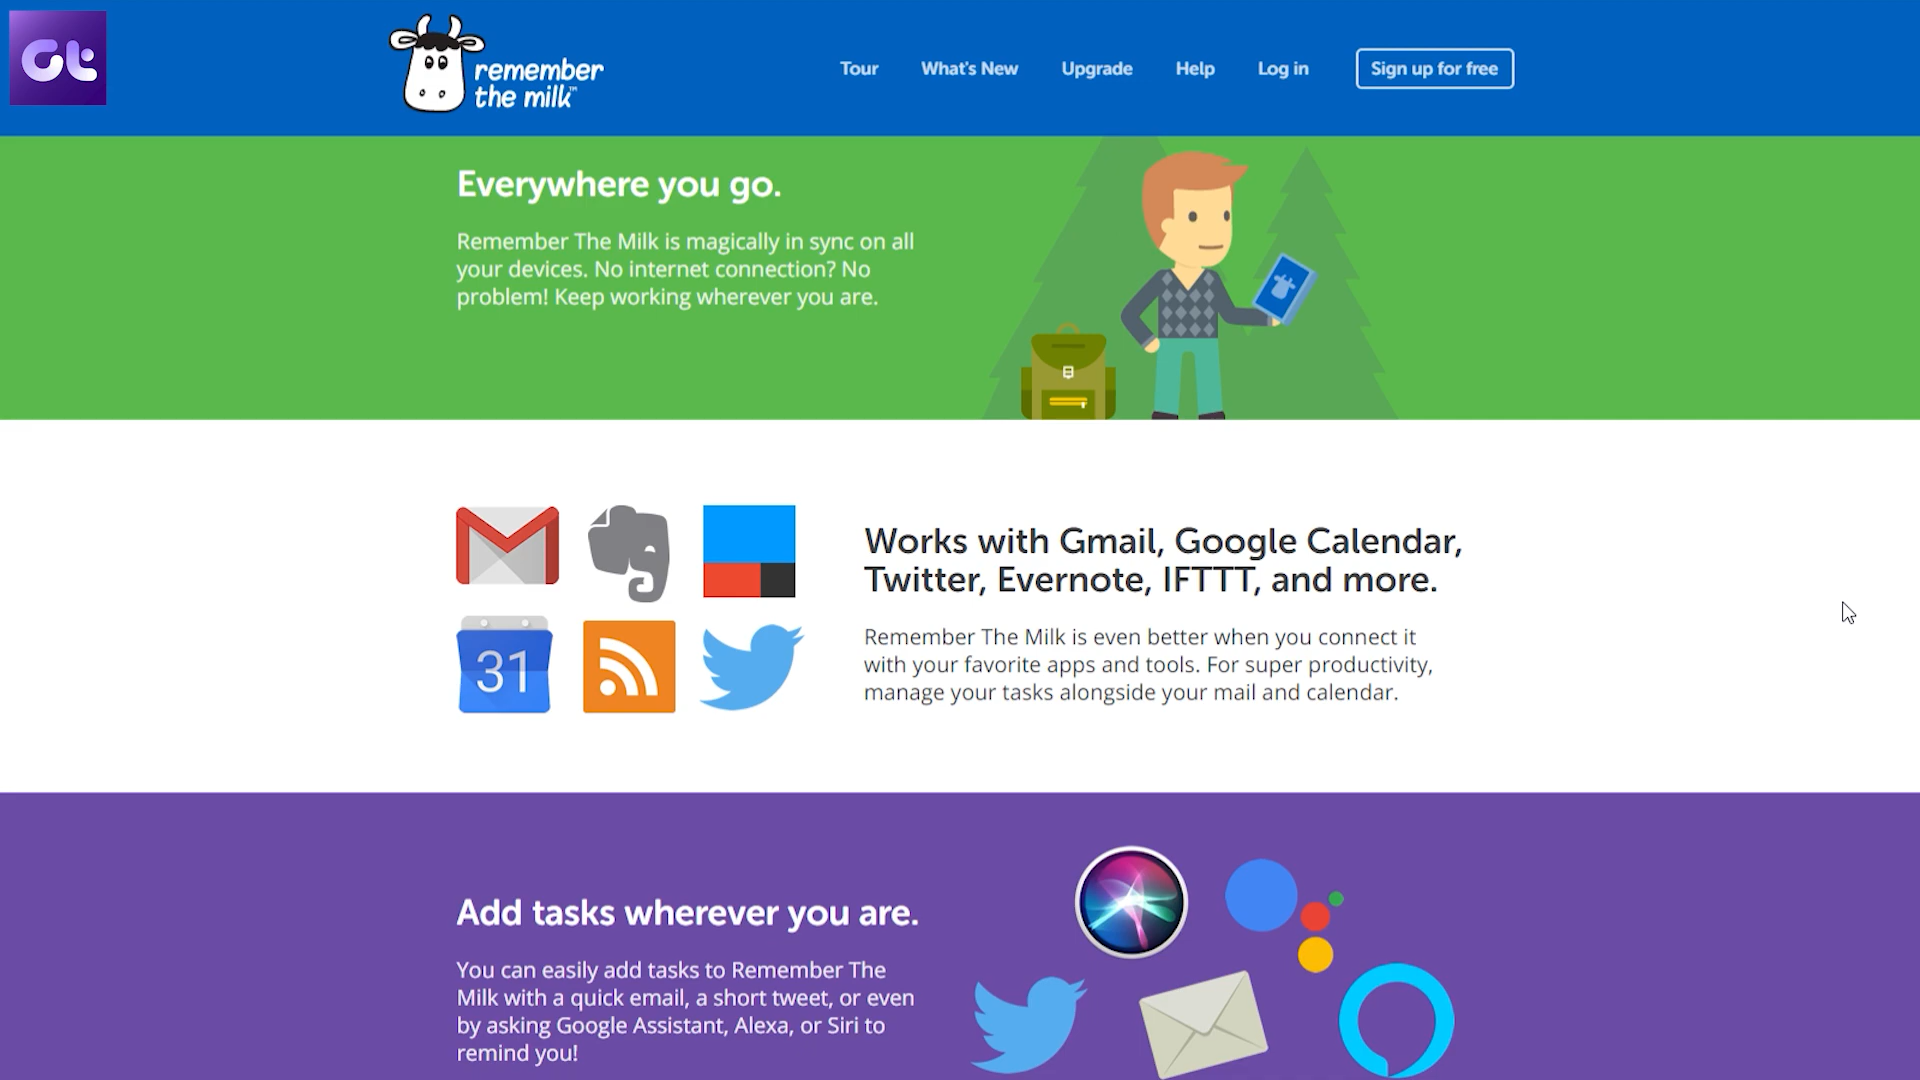 Gt
remember
the milk™
Tour What's New Upgrade Help Log in Sign up for free
Everywhere you go.
Remember The Milk is magically in sync on all
your devices. No internet connection? No
problem! Keep working wherever you are.
Works with Gmail, Google Calendar,
Twitter, Evernote, IFTTT, and more.
31
Remember The Milk is even better when you connect it
with your favorite apps and tools. For super productivity,
manage your tasks alongside your mail and calendar.
Add tasks wherever you are.
You can easily add tasks to Remember The
Milk with a quick email, a short tweet, or even
by asking Google Assistant, Alexa, or Siri to
remind you!